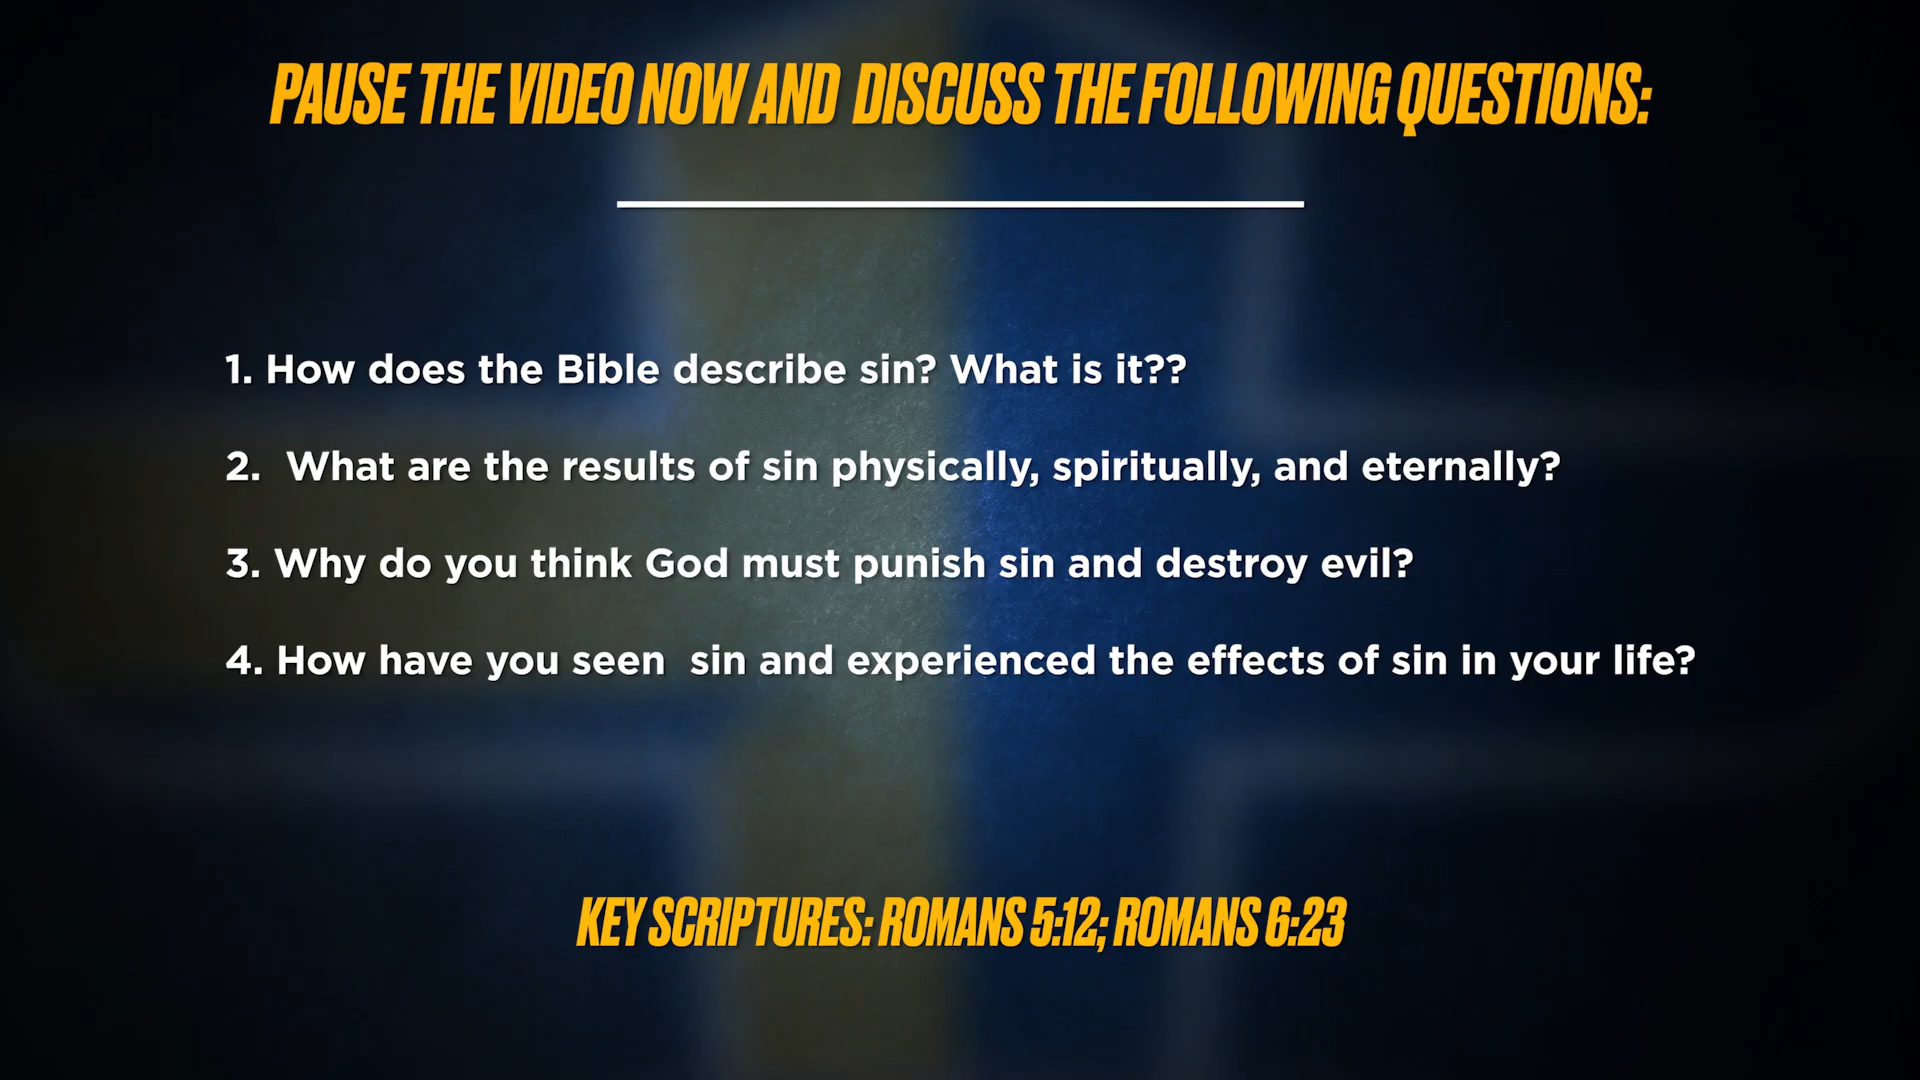 PAUSE THE VIDEO NOW AND DISCUSS THE FOLLOWING QUESTIONS:
1. How does the Bible describe sin? What is it??
2. What are the results of sin physically, spiritually, and eternally?
3. Why do you think God must punish sin and destroy evil?
4. How have you seen sin and experienced the effects of sin in your life?
KEY SCRIPTURES: ROMANS 5:12; ROMANS 6:23